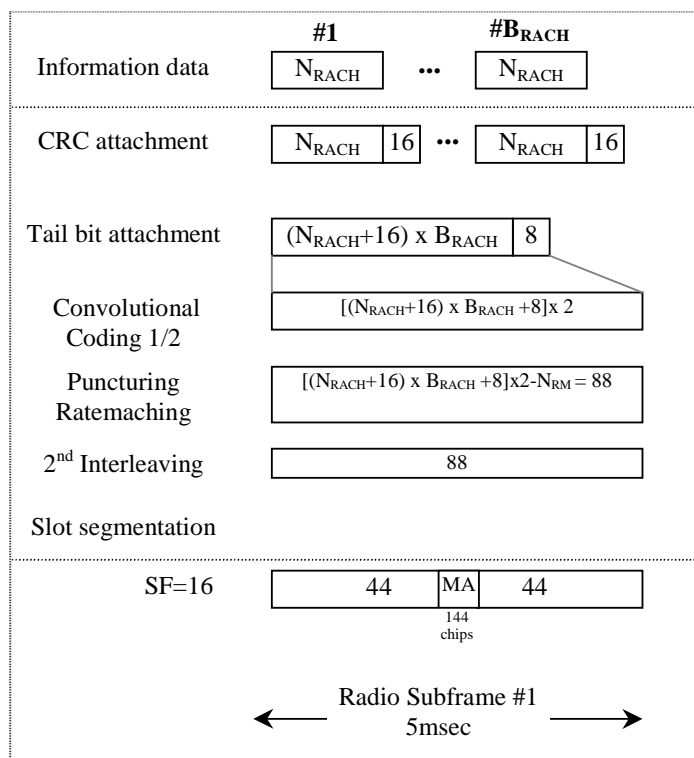 #1 #B_RACH
Information data N_RACH ... N_RACH
CRC attachment N_RACH 16 ... N_RACH 16
Tail bit attachment (N_RACH+16) x B_RACH 8
Convolutional [(N_RACH+16) x B_RACH +8]x 2
Coding 1/2
Puncturing [(N_RACH+16) x B_RACH +8]x2-N_RM = 88
Ratemaching
2nd Interleaving 88
Slot segmentation
SF=16 44 MA 44
144
chips
Radio Subframe #1
5msec